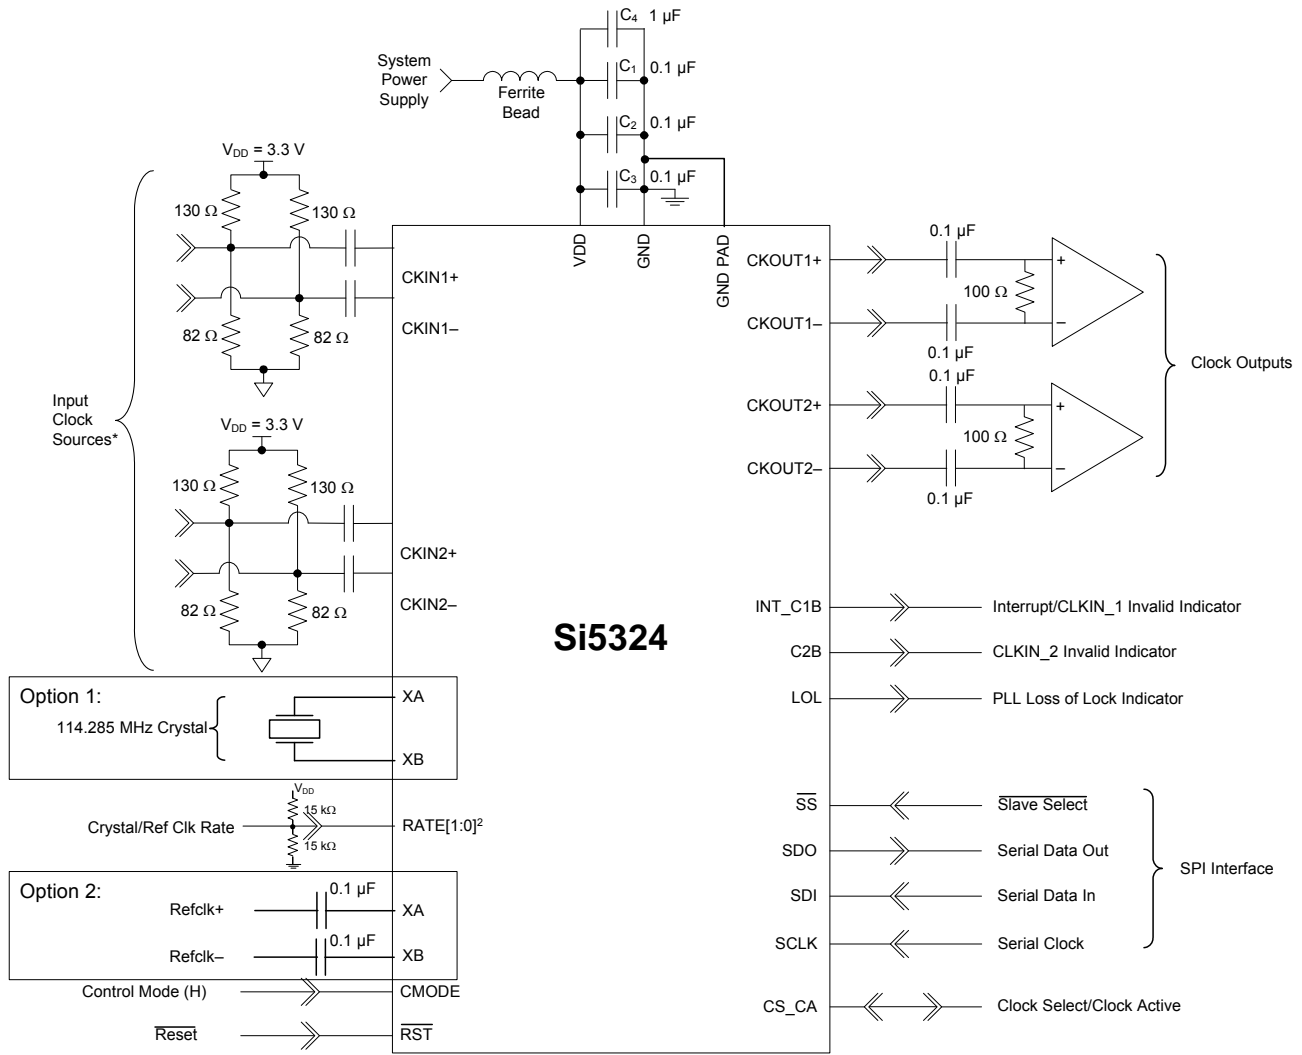 C4 1 µF
System
Power
Supply
Ferrite
Bead
C1 0.1 µF
C2 0.1 µF
C3 0.1 µF
VDD
GND
GND PAD
VDD = 3.3 V
130 Ω
130 Ω
CKIN1+
CKIN1–
82 Ω
82 Ω
Input
Clock
Sources*
VDD = 3.3 V
130 Ω
130 Ω
CKIN2+
CKIN2–
82 Ω
82 Ω
Si5324
CKOUT1+
0.1 µF
100 Ω
+
–
CKOUT1–
0.1 µF
0.1 µF
CKOUT2+
100 Ω
+
–
CKOUT2–
0.1 µF
Clock Outputs
INT_C1B
Interrupt/CLKIN_1 Invalid Indicator
C2B
CLKIN_2 Invalid Indicator
LOL
PLL Loss of Lock Indicator
Option 1:
114.285 MHz Crystal
XA
XB
VDD
15 kΩ
Crystal/Ref Clk Rate
RATE[1:0]²
15 kΩ
Option 2:
Refclk+
0.1 µF
XA
Refclk–
0.1 µF
XB
Control Mode (H)
CMODE
Reset
RST
SS
Slave Select
SDO
Serial Data Out
SDI
Serial Data In
SCLK
Serial Clock
SPI Interface
CS_CA
Clock Select/Clock Active